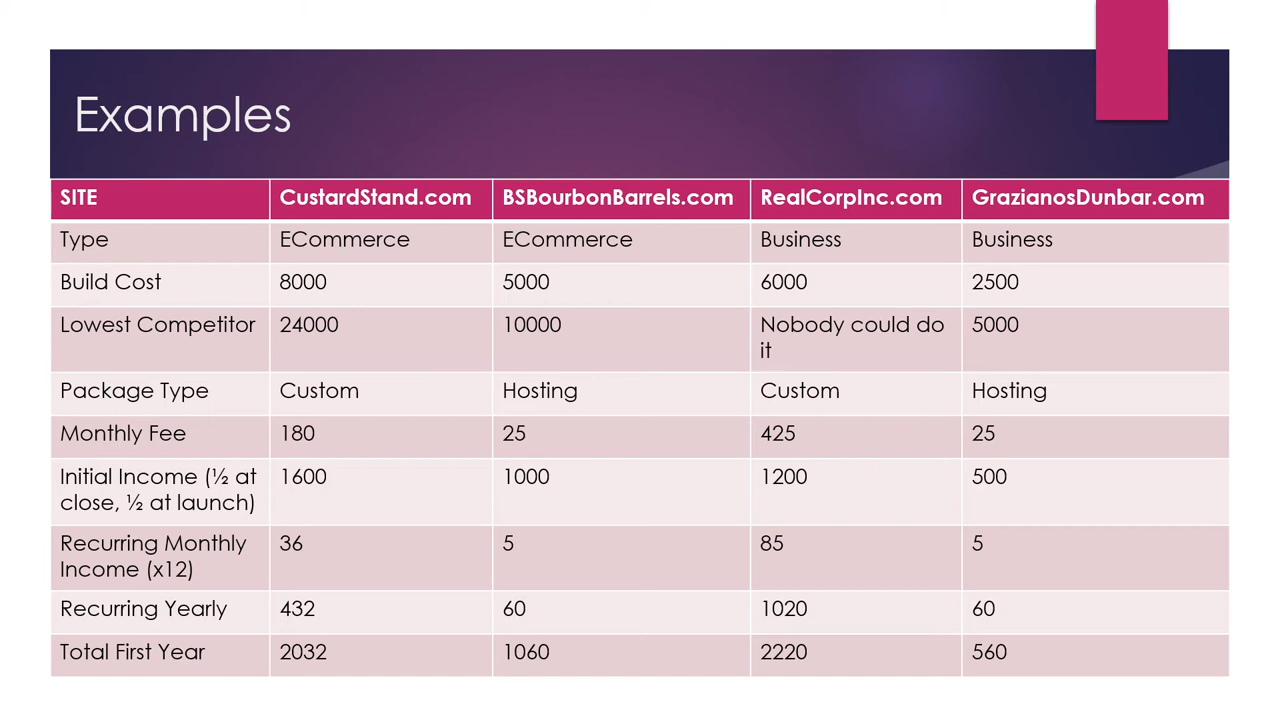 Examples
SITE CustardStand.com BSBourbonBarrels.com RealCorpInc.com GrazianosDunbar.com
Type ECommerce ECommerce Business Business
Build Cost 8000 5000 6000 2500
Lowest Competitor 24000 10000 Nobody could do 5000
it
Package Type Custom Hosting Custom Hosting
Monthly Fee 180 25 425 25
Initial Income (½ at 1600 1000 1200 500
close, ½ at launch)
Recurring Monthly 36 5 85 5
Income (x12)
Recurring Yearly 432 60 1020 60
Total First Year 2032 1060 2220 560